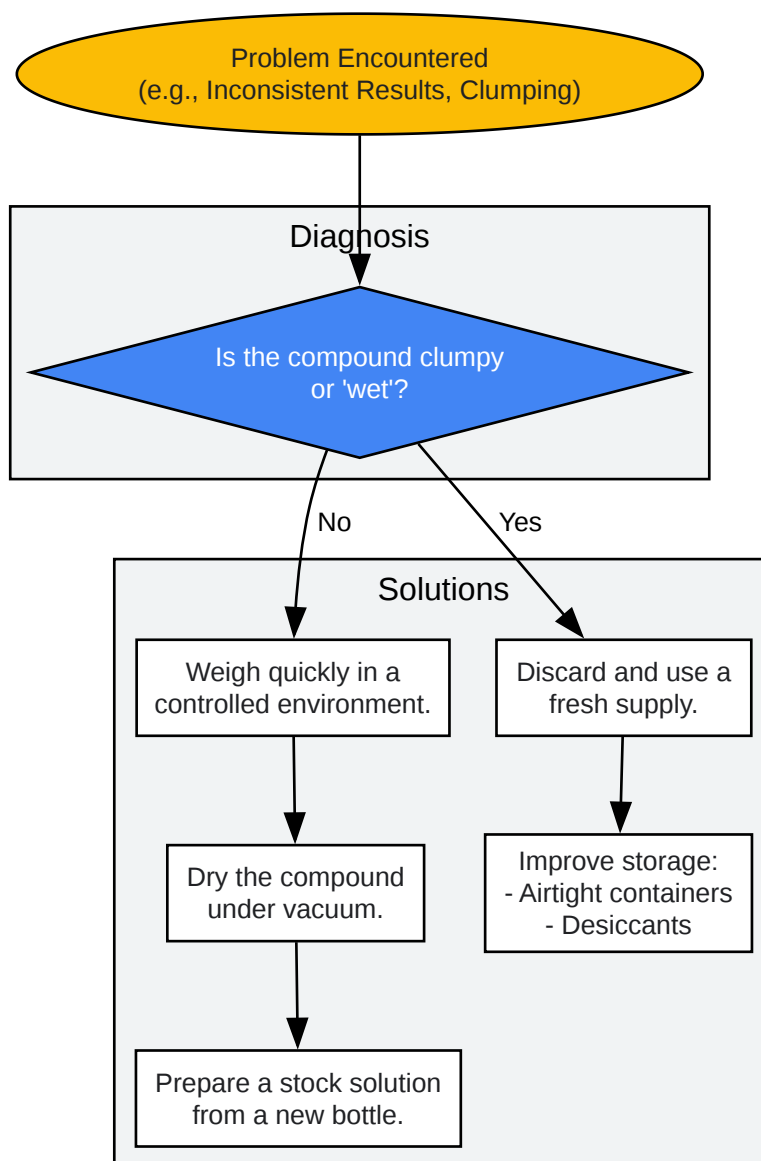 Problem Encountered
(e.g., Inconsistent Results, Clumping)
Diagnosis
Is the compound clumpy
or 'wet'?
No
Yes
Solutions
Weigh quickly in a
controlled environment.
Discard and use a
fresh supply.
Dry the compound
under vacuum.
Improve storage:
- Airtight containers
- Desiccants
Prepare a stock solution
from a new bottle.